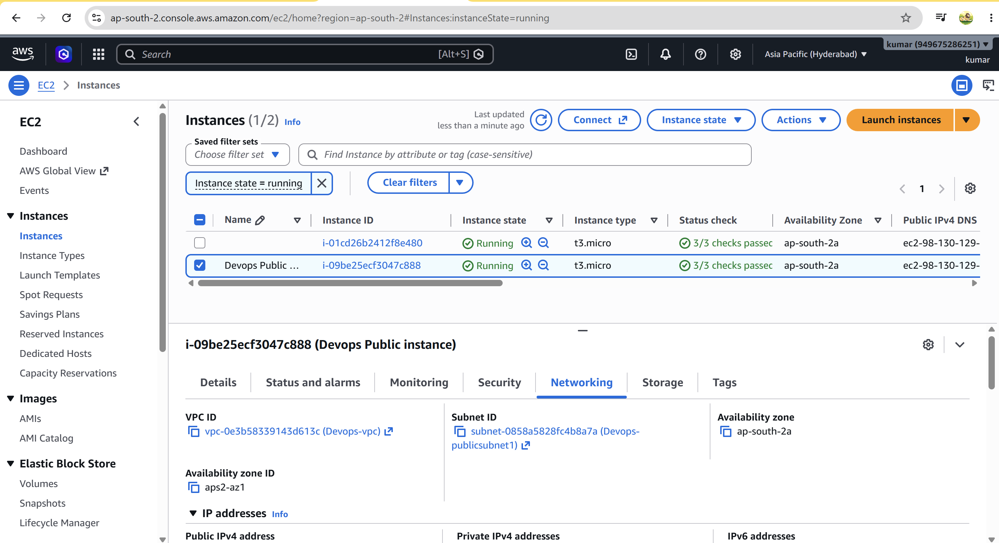 ap-south-2.console.aws.amazon.com/ec2/home?region=ap-south-2#Instances:instanceState=running
aws
Search
[Alt+S]
Asia Pacific (Hyderabad)
kumar (949675286251)
kumar
EC2
Instances
EC2
Dashboard
AWS Global View
Events
Instances
Instances
Instance Types
Launch Templates
Spot Requests
Savings Plans
Reserved Instances
Dedicated Hosts
Capacity Reservations
Images
AMIs
AMI Catalog
Elastic Block Store
Volumes
Snapshots
Lifecycle Manager
Instances (1/2) Info
Last updated
less than a minute ago
Connect
Instance state
Actions
Launch instances
Saved filter sets
Choose filter set
Find Instance by attribute or tag (case-sensitive)
Instance state = running
Clear filters
1
Name Instance ID Instance state Instance type Status check Availability Zone Public IPv4 DNS
i-01cd26b2412f8e480 Running t3.micro 3/3 checks passec ap-south-2a ec2-98-130-129-
Devops Public ... i-09be25ecf3047c888 Running t3.micro 3/3 checks passec ap-south-2a ec2-98-130-129-
i-09be25ecf3047c888 (Devops Public instance)
Details Status and alarms Monitoring Security Networking Storage Tags
VPC ID
vpc-0e3b58339143d613c (Devops-vpc)
Subnet ID
subnet-0858a5828fc4b8a7a (Devops-
publicsubnet1)
Availability zone
ap-south-2a
Availability zone ID
aps2-az1
IP addresses Info
Public IPv4 address Private IPv4 addresses IPv6 addresses